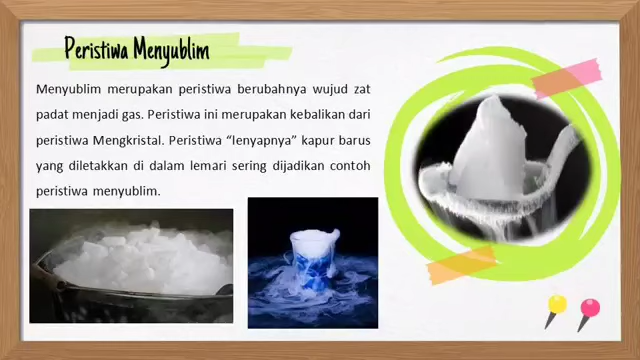 Peristiwa Menyublim
Menyublim merupakan peristiwa berubahnya wujud zat
padat menjadi gas. Peristiwa ini merupakan kebalikan dari
peristiwa Mengkristal. Peristiwa “lenyapnya” kapur barus
yang diletakkan di dalam lemari sering dijadikan contoh
peristiwa menyublim.